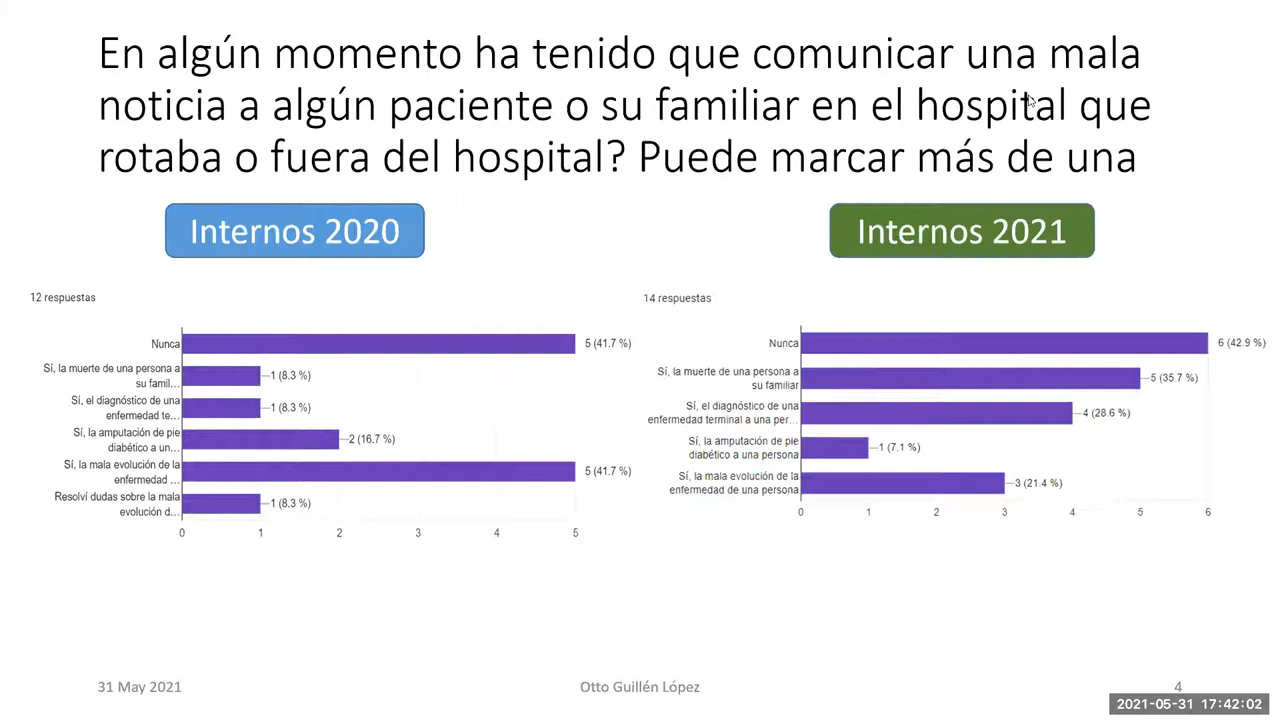 En algún momento ha tenido que comunicar una mala
noticia a algún paciente o su familiar en el hospital que
rotaba o fuera del hospital? Puede marcar más de una
Internos 2020
12 respuestas
Nunca
5 (41.7 %)
Sí, la muerte de una persona a
su famil...
1 (8.3 %)
Sí, el diagnóstico de una
enfermedad te...
1 (8.3 %)
Sí, la amputación de pie
diabético a un...
2 (16.7 %)
Sí, la mala evolución de la
enfermedad ...
5 (41.7 %)
Resolví dudas sobre la mala
evolución d...
1 (8.3 %)
0 1 2 3 4 5
Internos 2021
14 respuestas
Nunca
6 (42.9 %)
Sí, la muerte de una persona a
su familiar
5 (35.7 %)
Sí, el diagnóstico de una
enfermedad terminal a una per...
4 (28.6 %)
Sí, la amputación de pie
diabético a una persona
1 (7.1 %)
Sí, la mala evolución de la
enfermedad de una persona
3 (21.4 %)
0 1 2 3 4 5 6
31 May 2021
Otto Guillén López
4
2021-05-31 17:42:02